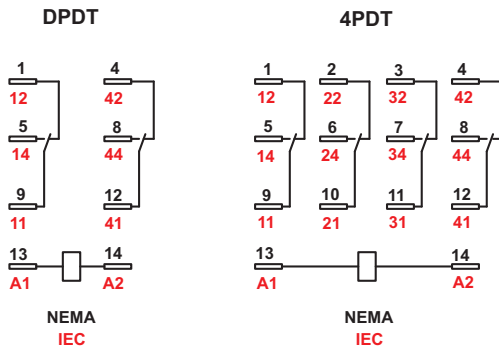 DPDT
1 4
12 42
5 8
14 44
9 12
11 41
13 14
A1 A2
NEMA
IEC
4PDT
1 2 3 4
12 22 32 42
5 6 7 8
14 24 34 44
9 10 11 12
11 21 31 41
13 14
A1 A2
NEMA
IEC